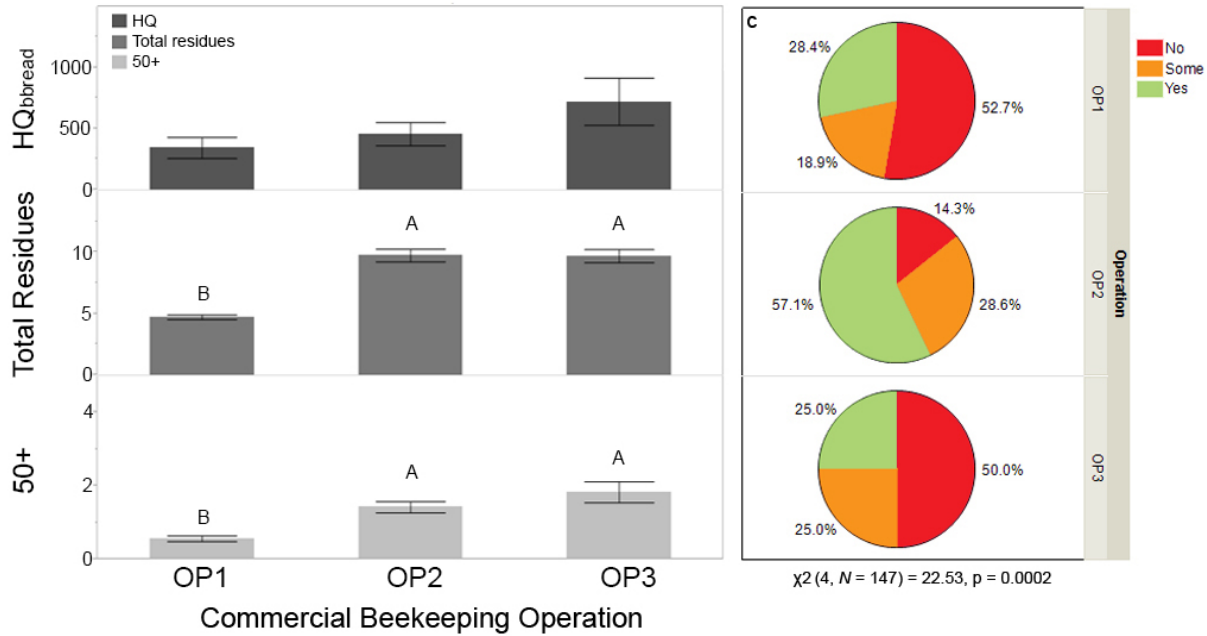 HQ
Total residues
50+
HQbbread
1000
500
0
Total Residues
10
5
0
B
A
A
50+
4
2
0
B
A
A
OP1 OP2 OP3
Commercial Beekeeping Operation
C
28.4%
52.7%
18.9%
OP1
14.3%
57.1%
28.6%
OP2
25.0%
50.0%
25.0%
OP3
Operation
No
Some
Yes
χ2 (4, N = 147) = 22.53, p = 0.0002